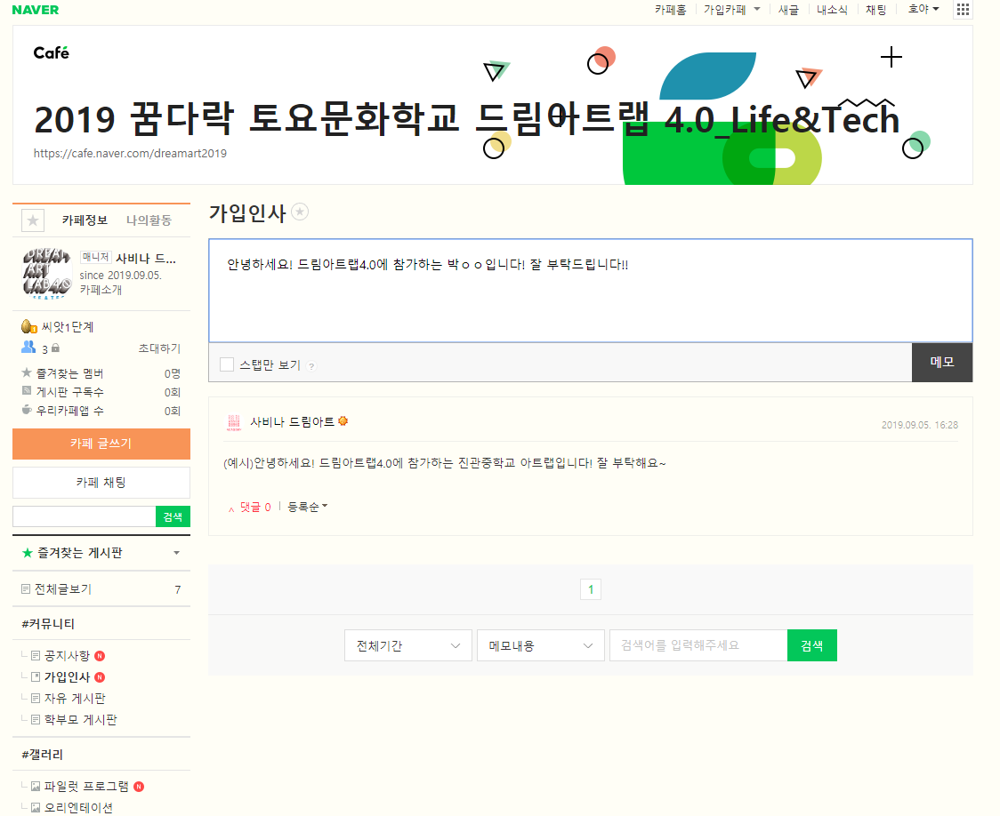 NAVER
카페홈 가입카페 새글 내소식 채팅 호야
Café
2019 꿈다락 토요문화학교 드림아트랩 4.0_Life&Tech
https://cafe.naver.com/dreamart2019
카페정보 나의활동
DREAM ART LAB 4.0
매니저 사비나 드...
since 2019.09.05.
카페소개
씨앗1단계
3 초대하기
즐겨찾는 멤버 0명
게시판 구독수 0회
우리카페앱 수 0회
카페 글쓰기
카페 채팅
검색
즐겨찾는 게시판
전체글보기 7
#커뮤니티
공지사항 N
가입인사 N
자유 게시판
학부모 게시판
#갤러리
파일럿 프로그램 N
오리엔테이션
가입인사
안녕하세요! 드림아트랩4.0에 참가하는 박ㅇㅇ입니다! 잘 부탁드립니다!!
스탭만 보기 ?
메모
사비나 드림아트
2019.09.05. 16:28
(예시)안녕하세요! 드림아트랩4.0에 참가하는 진관중학교 아트랩입니다! 잘 부탁해요~
댓글 0 등록순
1
전체기간 메모내용 검색어를 입력해주세요 검색